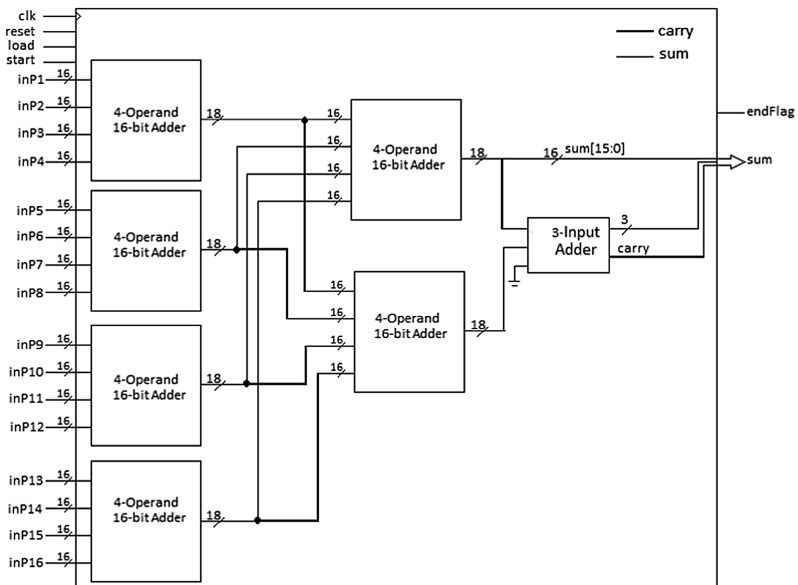 clk
reset
load
start
carry
sum
inP1 16
inP2 16
inP3 16
inP4 16
4-Operand
16-bit Adder
18
inP5 16
inP6 16
inP7 16
inP8 16
4-Operand
16-bit Adder
18
inP9 16
inP10 16
inP11 16
inP12 16
4-Operand
16-bit Adder
18
inP13 16
inP14 16
inP15 16
inP16 16
4-Operand
16-bit Adder
18
16
16
16
16
4-Operand
16-bit Adder
18
16 sum[15:0]
16
16
16
16
4-Operand
16-bit Adder
18
3-Input
Adder
3
carry
endFlag
sum